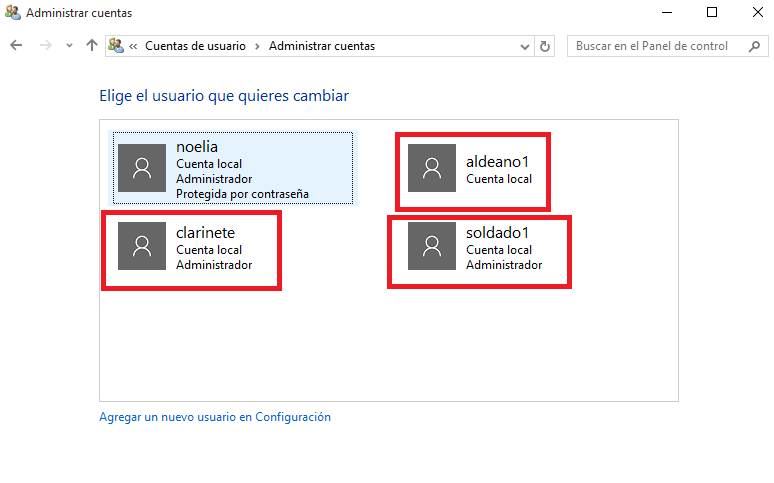 Administrar cuentas
« Cuentas de usuario > Administrar cuentas
Buscar en el Panel de control
Elige el usuario que quieres cambiar
noelia
Cuenta local
Administrador
Protegida por contraseña
aldeano1
Cuenta local
clarinete
Cuenta local
Administrador
soldado1
Cuenta local
Administrador
Agregar un nuevo usuario en Configuración